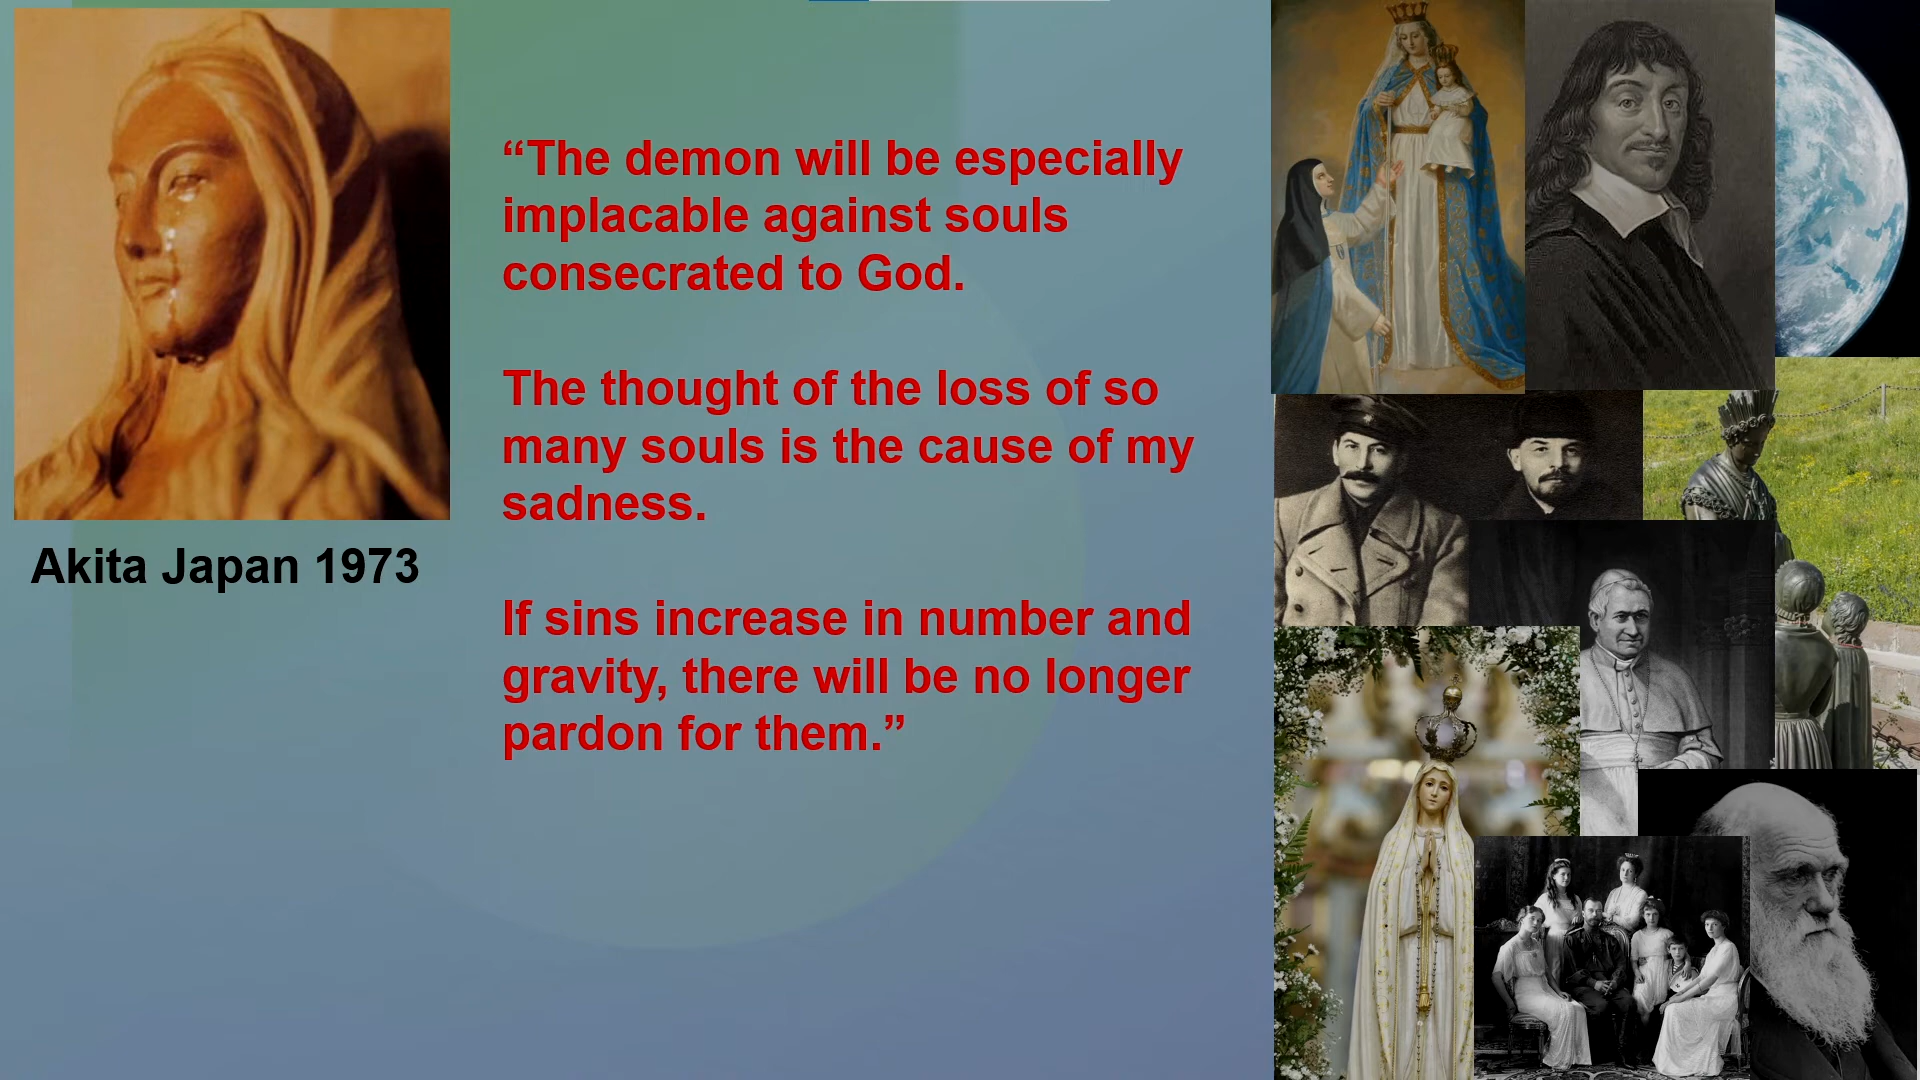 “The demon will be especially
implacable against souls
consecrated to God.
The thought of the loss of so
many souls is the cause of my
sadness.
If sins increase in number and
gravity, there will be no longer
pardon for them.”
Akita Japan 1973